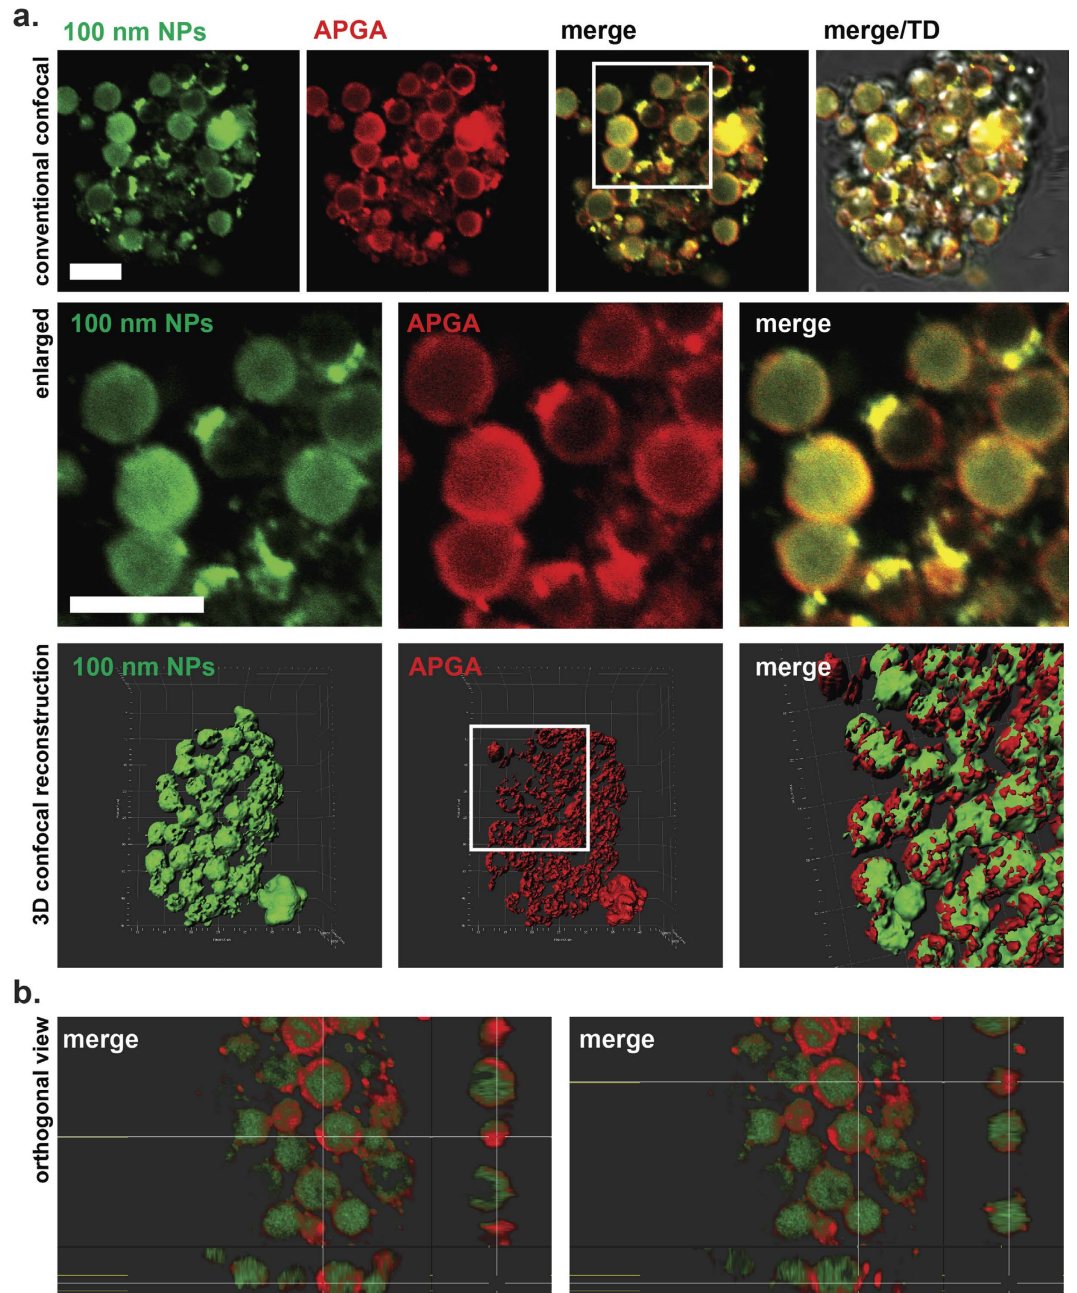 a.
100 nm NPs
APGA
merge
merge/TD
conventional confocal
enlarged
100 nm NPs
APGA
merge
3D confocal reconstruction
100 nm NPs
APGA
merge
b.
orthogonal view
merge
merge